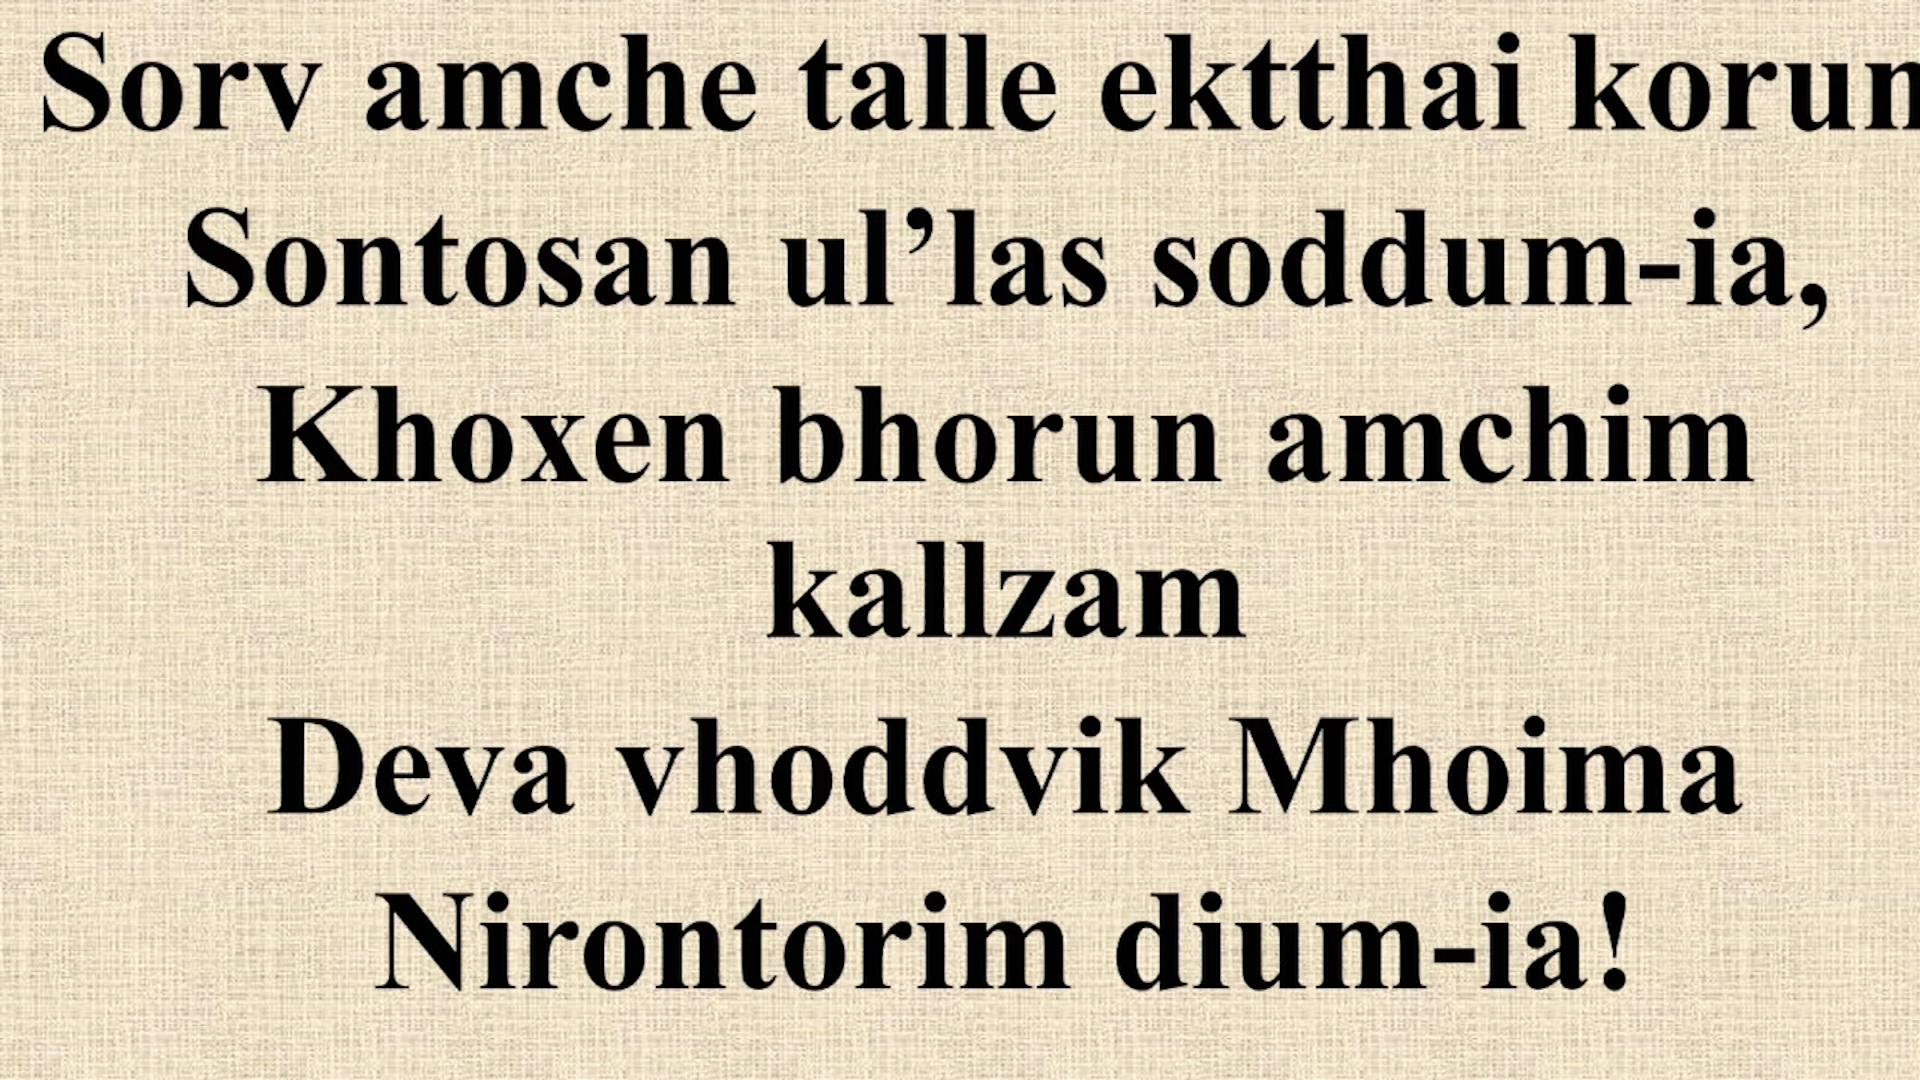 Sorv amche talle ektthai korun
Sontosan ul’las soddum-ia,
Khoxen bhorun amchim
kallzam
Deva vhoddvik Mhoima
Nirontorim dium-ia!